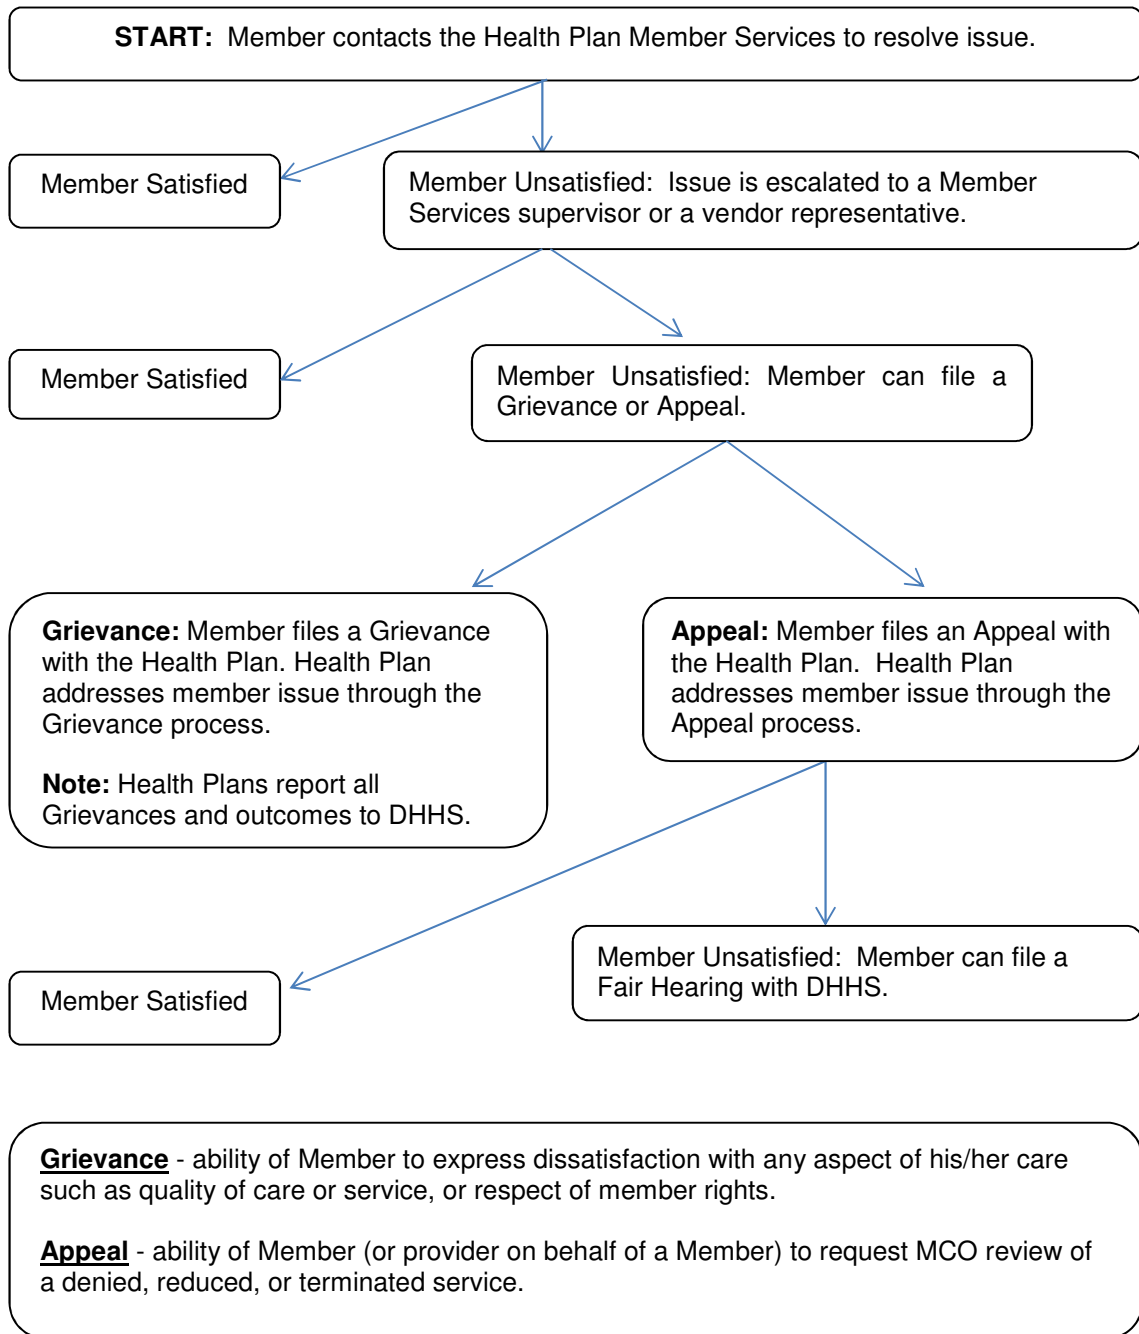 START: Member contacts the Health Plan Member Services to resolve issue.
Member Satisfied
Member Unsatisfied: Issue is escalated to a Member
Services supervisor or a vendor representative.
Member Satisfied
Member Unsatisfied: Member can file a
Grievance or Appeal.
Grievance: Member files a Grievance
with the Health Plan. Health Plan
addresses member issue through the
Grievance process.
Note: Health Plans report all
Grievances and outcomes to DHHS.
Appeal: Member files an Appeal with
the Health Plan. Health Plan
addresses member issue through the
Appeal process.
Member Satisfied
Member Unsatisfied: Member can file a
Fair Hearing with DHHS.
Grievance - ability of Member to express dissatisfaction with any aspect of his/her care
such as quality of care or service, or respect of member rights.
Appeal - ability of Member (or provider on behalf of a Member) to request MCO review of
a denied, reduced, or terminated service.